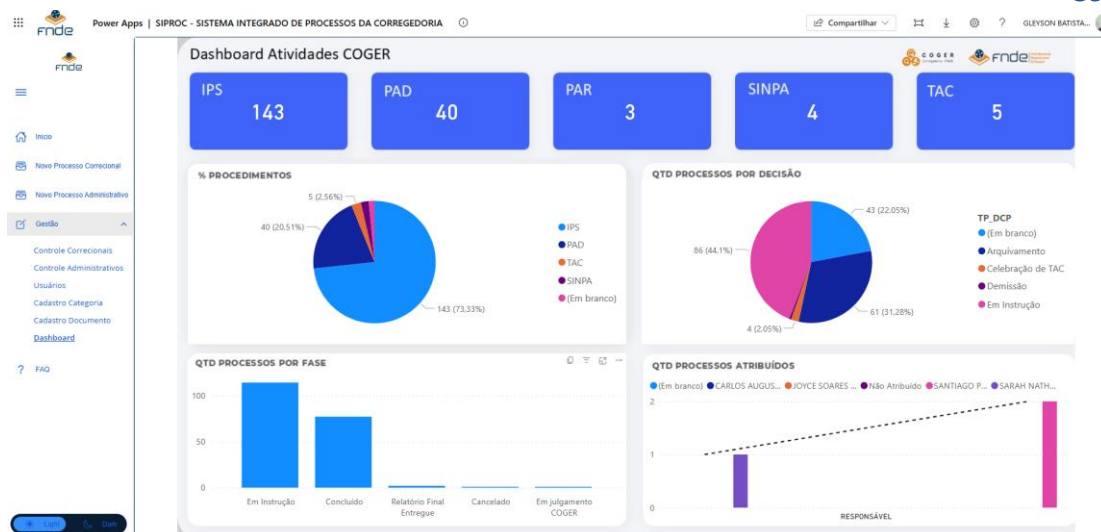 Fnde
Power Apps | SIPROC - SISTEMA INTEGRADO DE PROCESSOS DA CORREGEDORIA
Compartilhar
?
GLEYSON BATISTA...
Fnde
Início
Novo Processo Correcional
Novo Processo Administrativo
Gestão
Controle Correcionais
Controle Administrativos
Usuários
Cadastro Categoria
Cadastro Documento
Dashboard
? FAQ
Light
Dark
Dashboard Atividades COGER
COGER
Fnde
IPS
143
PAD
40
PAR
3
SINPA
4
TAC
5
% PROCEDIMENTOS
5 (2.56%)
40 (20.51%)
143 (73,33%)
IPS
PAD
TAC
SINPA
(Em branco)
QTD PROCESSOS POR DECISÃO
43 (22.05%)
86 (44.1%)
61 (31,28%)
4 (2.05%)
TP_DCP
(Em branco)
Arquivamento
Celebração de TAC
Demissão
Em Instrução
QTD PROCESSOS POR FASE
100
50
0
Em Instrução
Concluído
Relatório Final
Entregue
Cancelado
Em julgamento
COGER
QTD PROCESSOS ATRIBUÍDOS
(Em branco) CARLOS AUGUS... JOYCE SOARES ... Não Atribuído SANTIAGO P... SARAH NATH...
2
1
0
RESPONSÁVEL